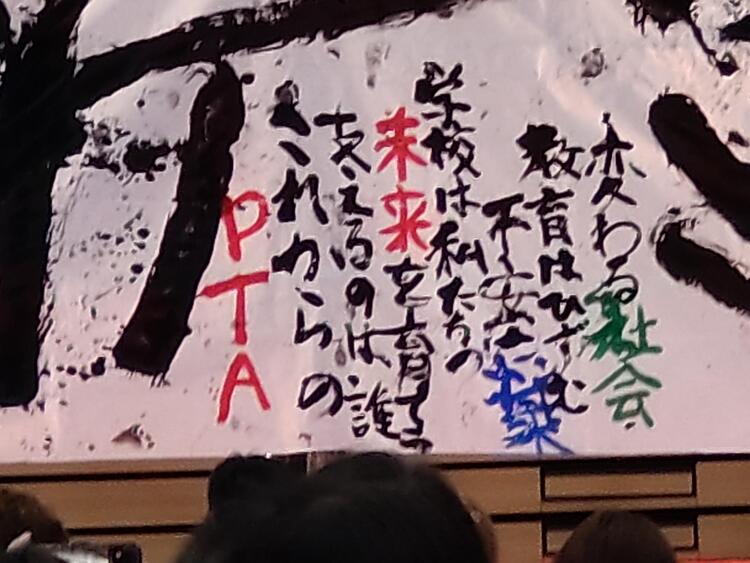 変わる社会
教育はひずむ
不安
学校は私たちの
未来を育てる
支えるのは誰
これからの
PTA